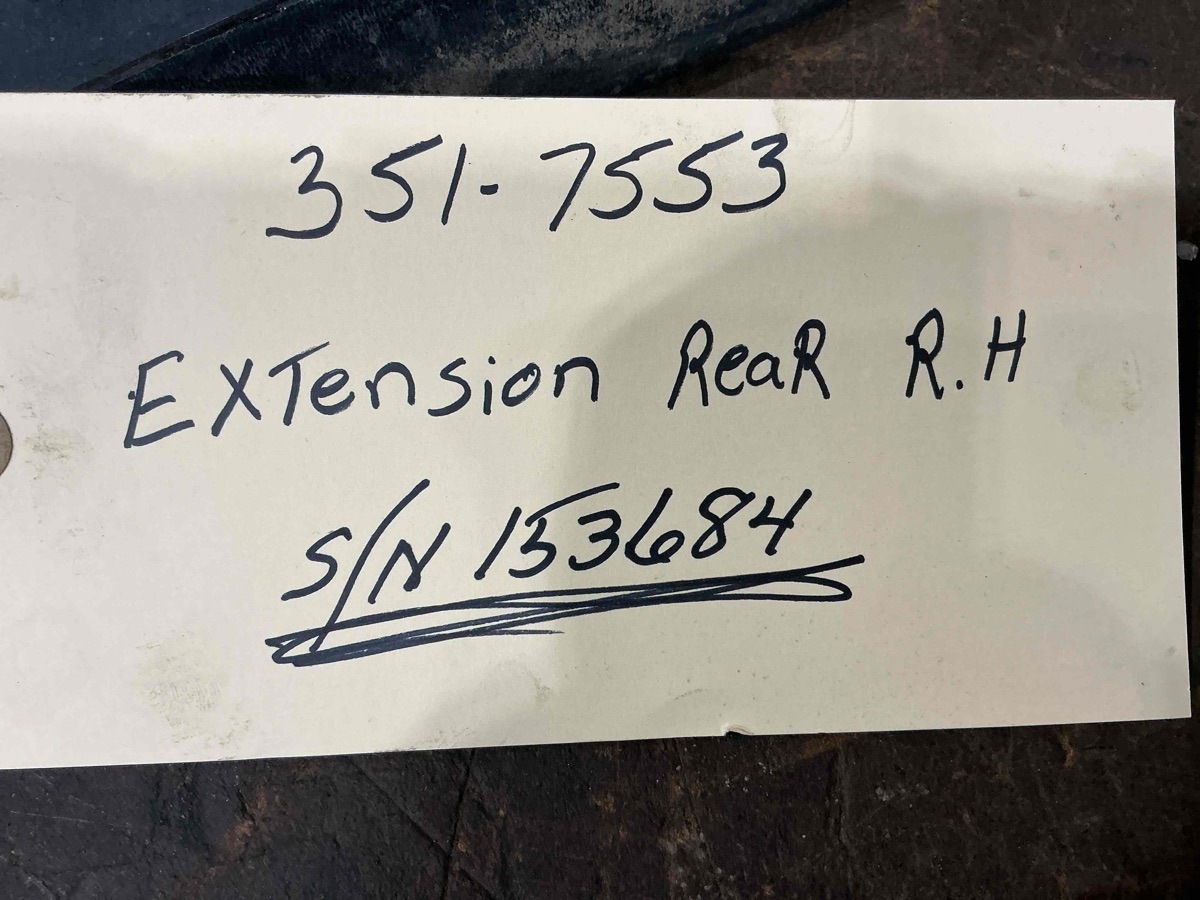 351-7553
Extension Rear R.H
S/N 153684